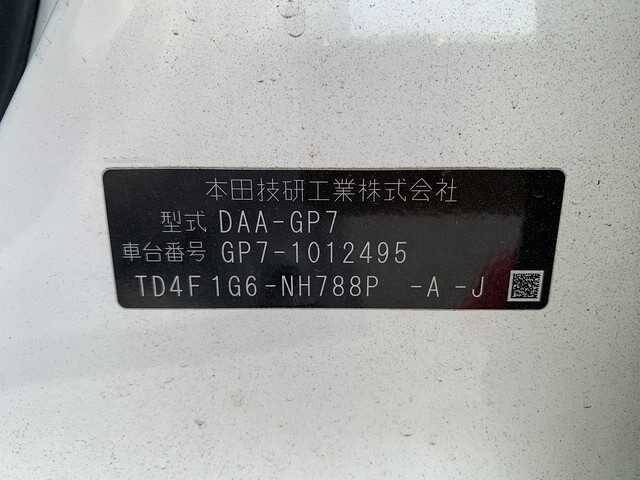 本田技研工業株式会社
型式 DAA-GP7
車台番号 GP7-1012495
TD4F1G6-NH788P -A -J